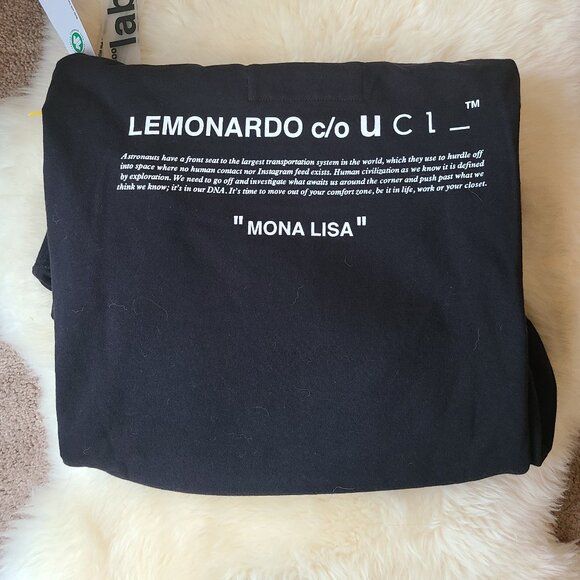 lab
LEMONARDO c/o u c l _ ™
Astronauts have a front seat to the largest transportation system in the world, which they use to hurdle off
into space where no human contact nor Instagram feed exists. Human civilization as we know it is defined
by exploration. We need to go off and investigate what awaits us around the corner and push past what we
think we know; it's in our DNA. It's time to move out of your comfort zone, be it in life, work or your closet.
"MONA LISA"